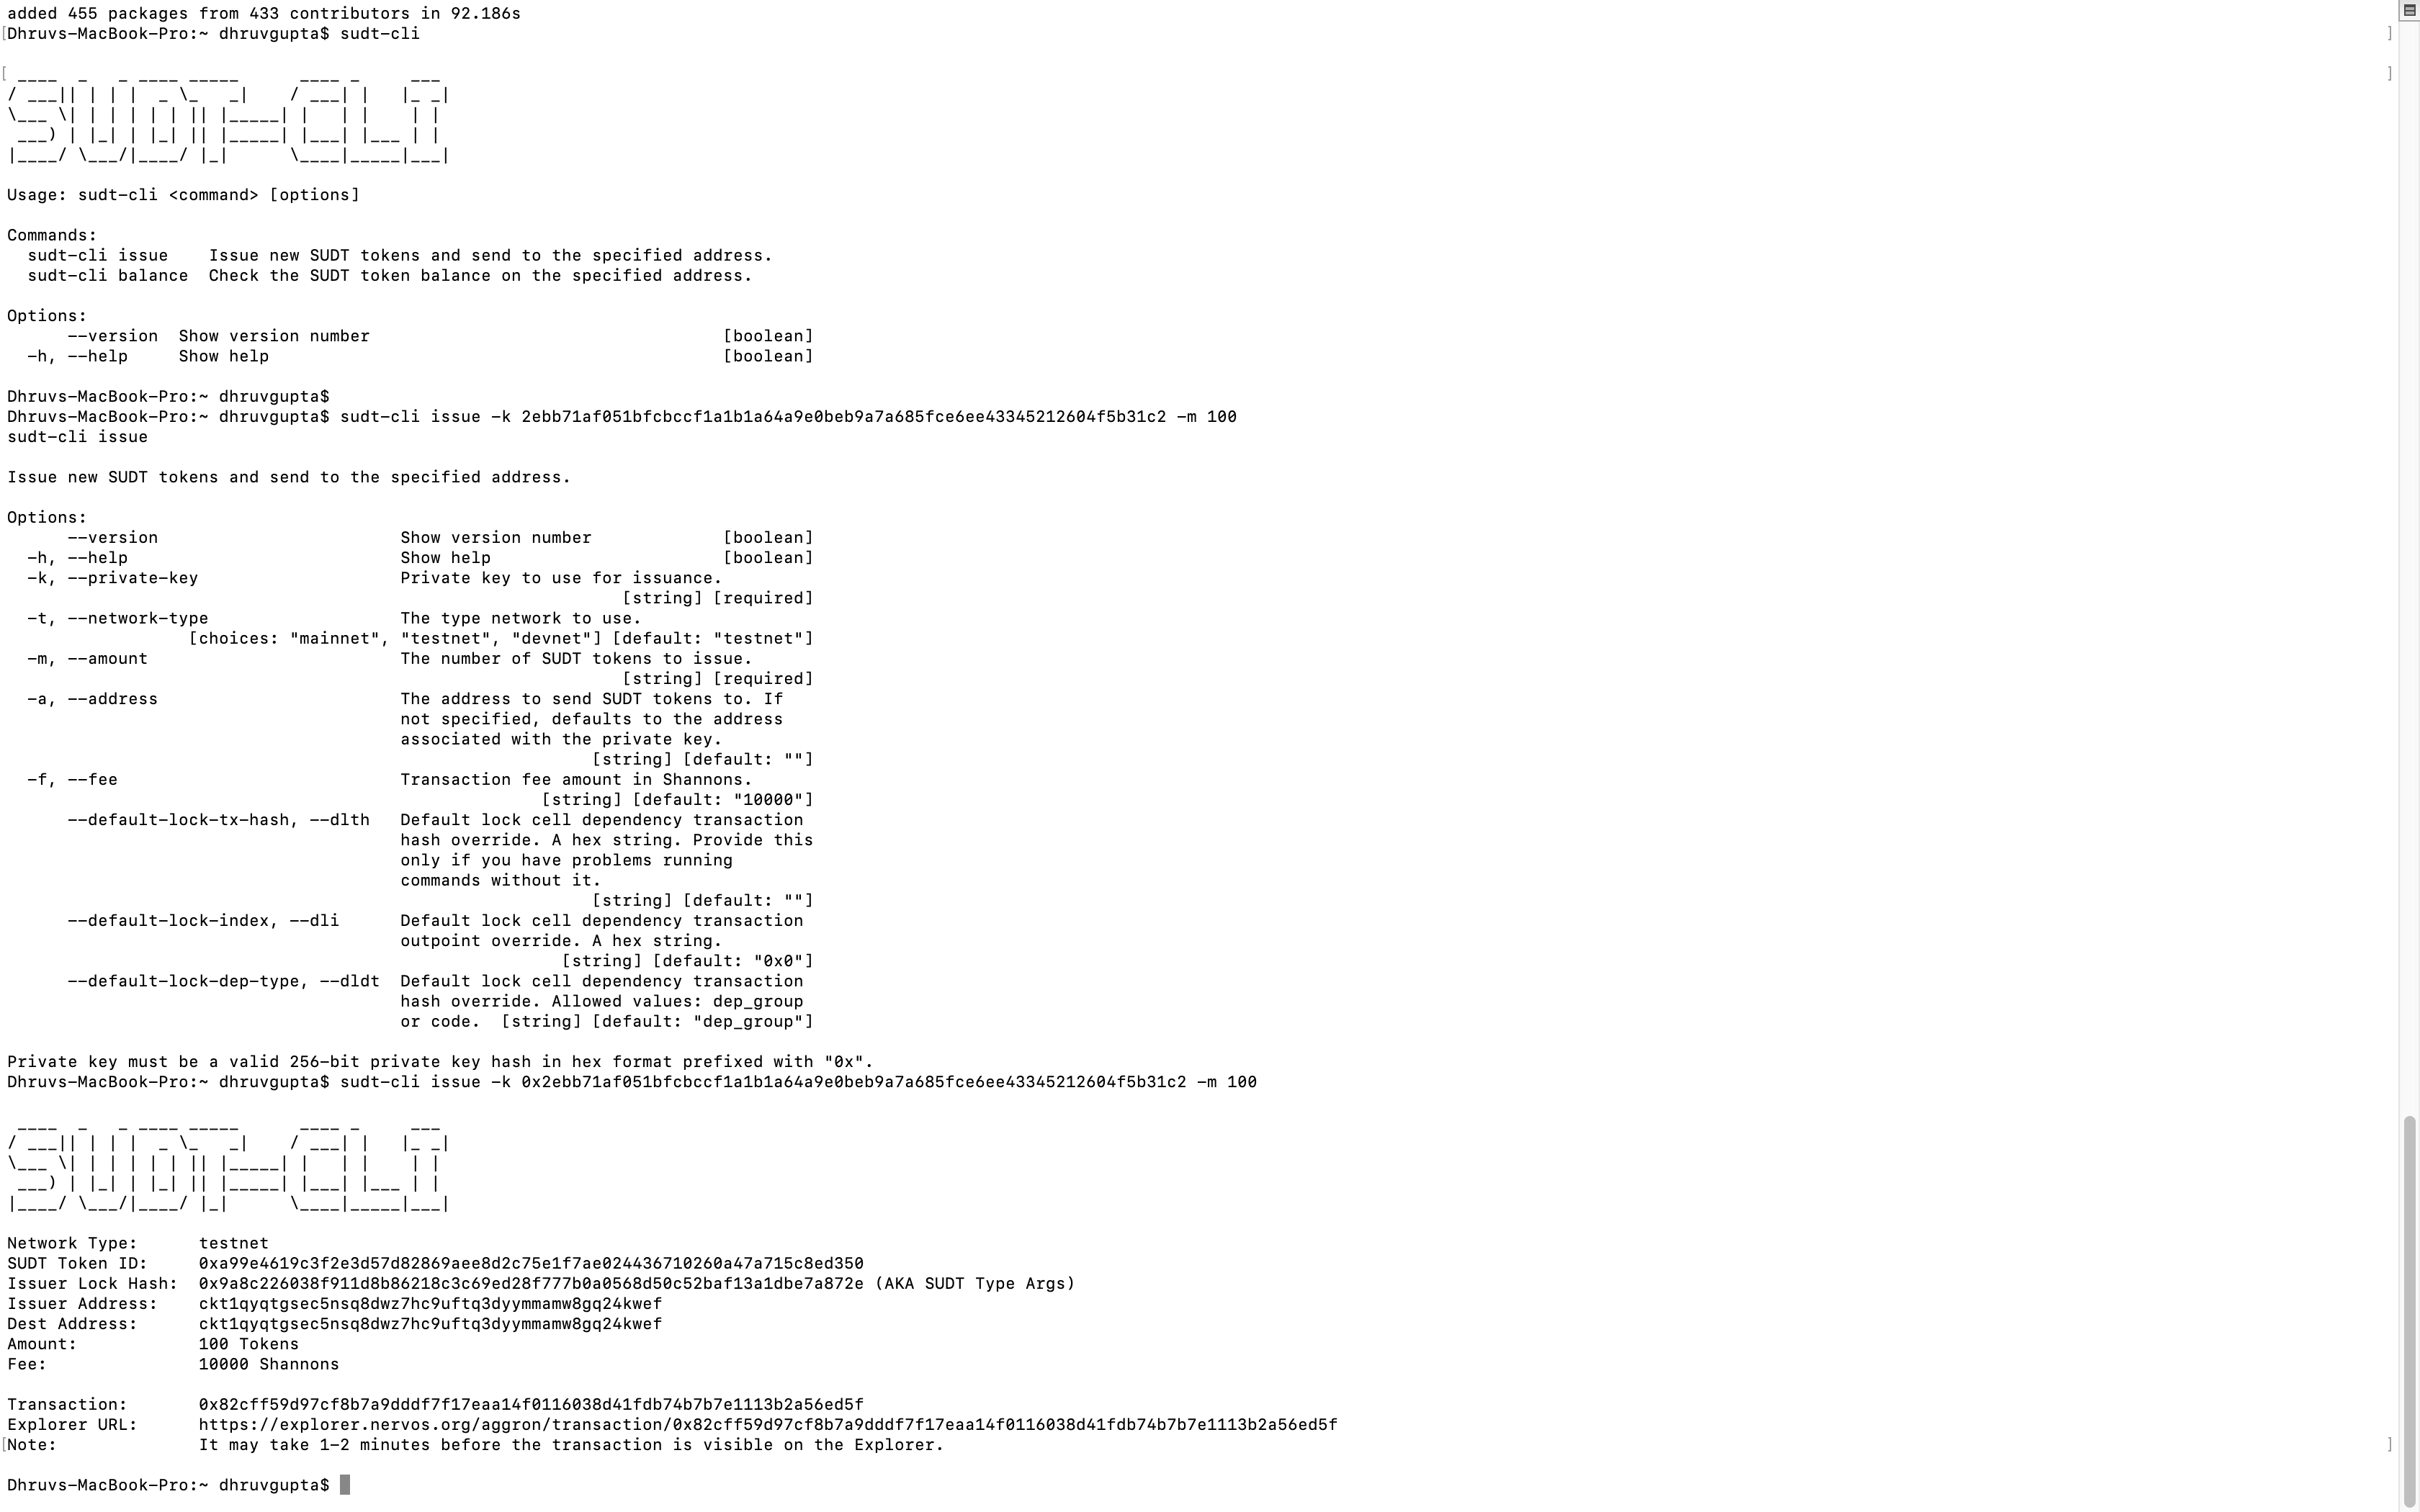 added 455 packages from 433 contributors in 92.186s
[Dhruvs-MacBook-Pro:~ dhruvgupta$ sudt-cli ]
[ ____  _   _ ____ _____      ____ _     ___ ]
/ ___|| | | |  _ \_   _|    / ___| |   |_ _|
\___ \| | | | | | || |_____| |   | |    | |
 ___) | |_| | |_| || |_____| |___| |___ | |
|____/ \___/|____/ |_|      \____|_____|___|
Usage: sudt-cli <command> [options]
Commands:
  sudt-cli issue    Issue new SUDT tokens and send to the specified address.
  sudt-cli balance  Check the SUDT token balance on the specified address.
Options:
      --version  Show version number                                   [boolean]
  -h, --help     Show help                                             [boolean]
Dhruvs-MacBook-Pro:~ dhruvgupta$
Dhruvs-MacBook-Pro:~ dhruvgupta$ sudt-cli issue -k 2ebb71af051bfcbccf1a1b1a64a9e0beb9a7a685fce6ee43345212604f5b31c2 -m 100
sudt-cli issue
Issue new SUDT tokens and send to the specified address.
Options:
      --version                        Show version number             [boolean]
  -h, --help                           Show help                       [boolean]
  -k, --private-key                    Private key to use for issuance.
                                                             [string] [required]
  -t, --network-type                   The type network to use.
                  [choices: "mainnet", "testnet", "devnet"] [default: "testnet"]
  -m, --amount                         The number of SUDT tokens to issue.
                                                             [string] [required]
  -a, --address                        The address to send SUDT tokens to. If
                                       not specified, defaults to the address
                                       associated with the private key.
                                                          [string] [default: ""]
  -f, --fee                            Transaction fee amount in Shannons.
                                                     [string] [default: "10000"]
      --default-lock-tx-hash, --dlth   Default lock cell dependency transaction
                                       hash override. A hex string. Provide this
                                       only if you have problems running
                                       commands without it.
                                                          [string] [default: ""]
      --default-lock-index, --dli      Default lock cell dependency transaction
                                       outpoint override. A hex string.
                                                       [string] [default: "0x0"]
      --default-lock-dep-type, --dldt  Default lock cell dependency transaction
                                       hash override. Allowed values: dep_group
                                       or code.  [string] [default: "dep_group"]
Private key must be a valid 256-bit private key hash in hex format prefixed with "0x".
Dhruvs-MacBook-Pro:~ dhruvgupta$ sudt-cli issue -k 0x2ebb71af051bfcbccf1a1b1a64a9e0beb9a7a685fce6ee43345212604f5b31c2 -m 100
 ____  _   _ ____ _____      ____ _     ___
/ ___|| | | |  _ \_   _|    / ___| |   |_ _|
\___ \| | | | | | || |_____| |   | |    | |
 ___) | |_| | |_| || |_____| |___| |___ | |
|____/ \___/|____/ |_|      \____|_____|___|
Network Type:      testnet
SUDT Token ID:     0xa99e4619c3f2e3d57d82869aee8d2c75e1f7ae024436710260a47a715c8ed350
Issuer Lock Hash:  0x9a8c226038f911d8b86218c3c69ed28f777b0a0568d50c52baf13a1dbe7a872e (AKA SUDT Type Args)
Issuer Address:    ckt1qyqtgsec5nsq8dwz7hc9uftq3dyymmamw8gq24kwef
Dest Address:      ckt1qyqtgsec5nsq8dwz7hc9uftq3dyymmamw8gq24kwef
Amount:            100 Tokens
Fee:               10000 Shannons
Transaction:       0x82cff59d97cf8b7a9dddf7f17eaa14f0116038d41fdb74b7b7e1113b2a56ed5f
Explorer URL:      https://explorer.nervos.org/aggron/transaction/0x82cff59d97cf8b7a9dddf7f17eaa14f0116038d41fdb74b7b7e1113b2a56ed5f
[Note:              It may take 1-2 minutes before the transaction is visible on the Explorer. ]
Dhruvs-MacBook-Pro:~ dhruvgupta$